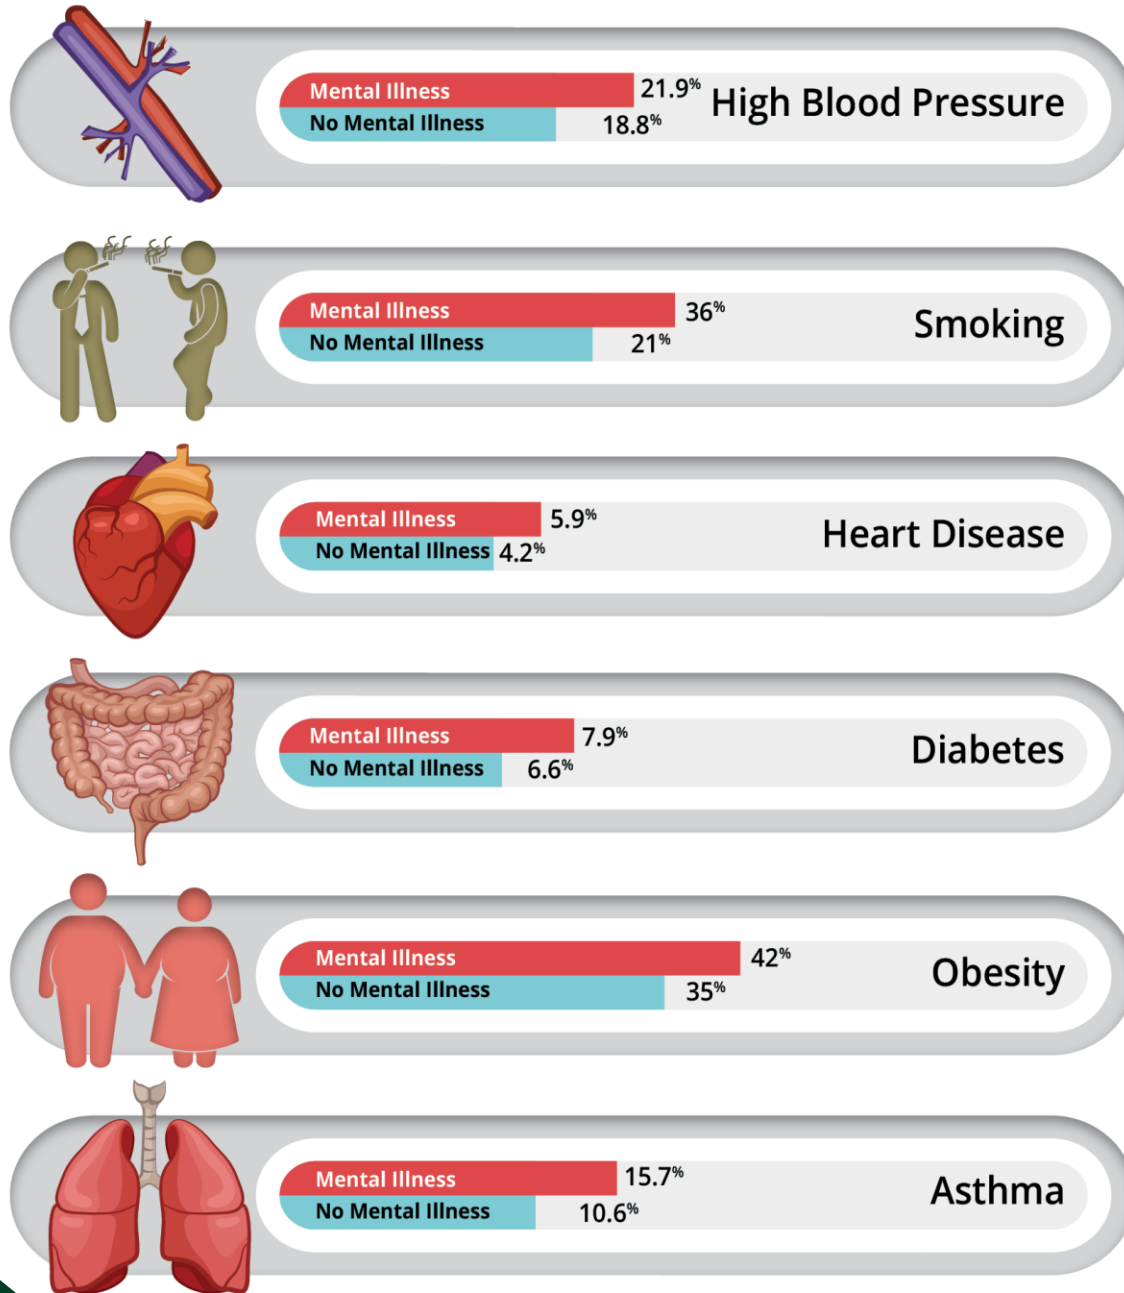 Mental Illness 21.9%
High Blood Pressure
No Mental Illness 18.8%
Mental Illness 36%
Smoking
No Mental Illness 21%
Mental Illness 5.9%
Heart Disease
No Mental Illness 4.2%
Mental Illness 7.9%
Diabetes
No Mental Illness 6.6%
Mental Illness 42%
Obesity
No Mental Illness 35%
Mental Illness 15.7%
Asthma
No Mental Illness 10.6%